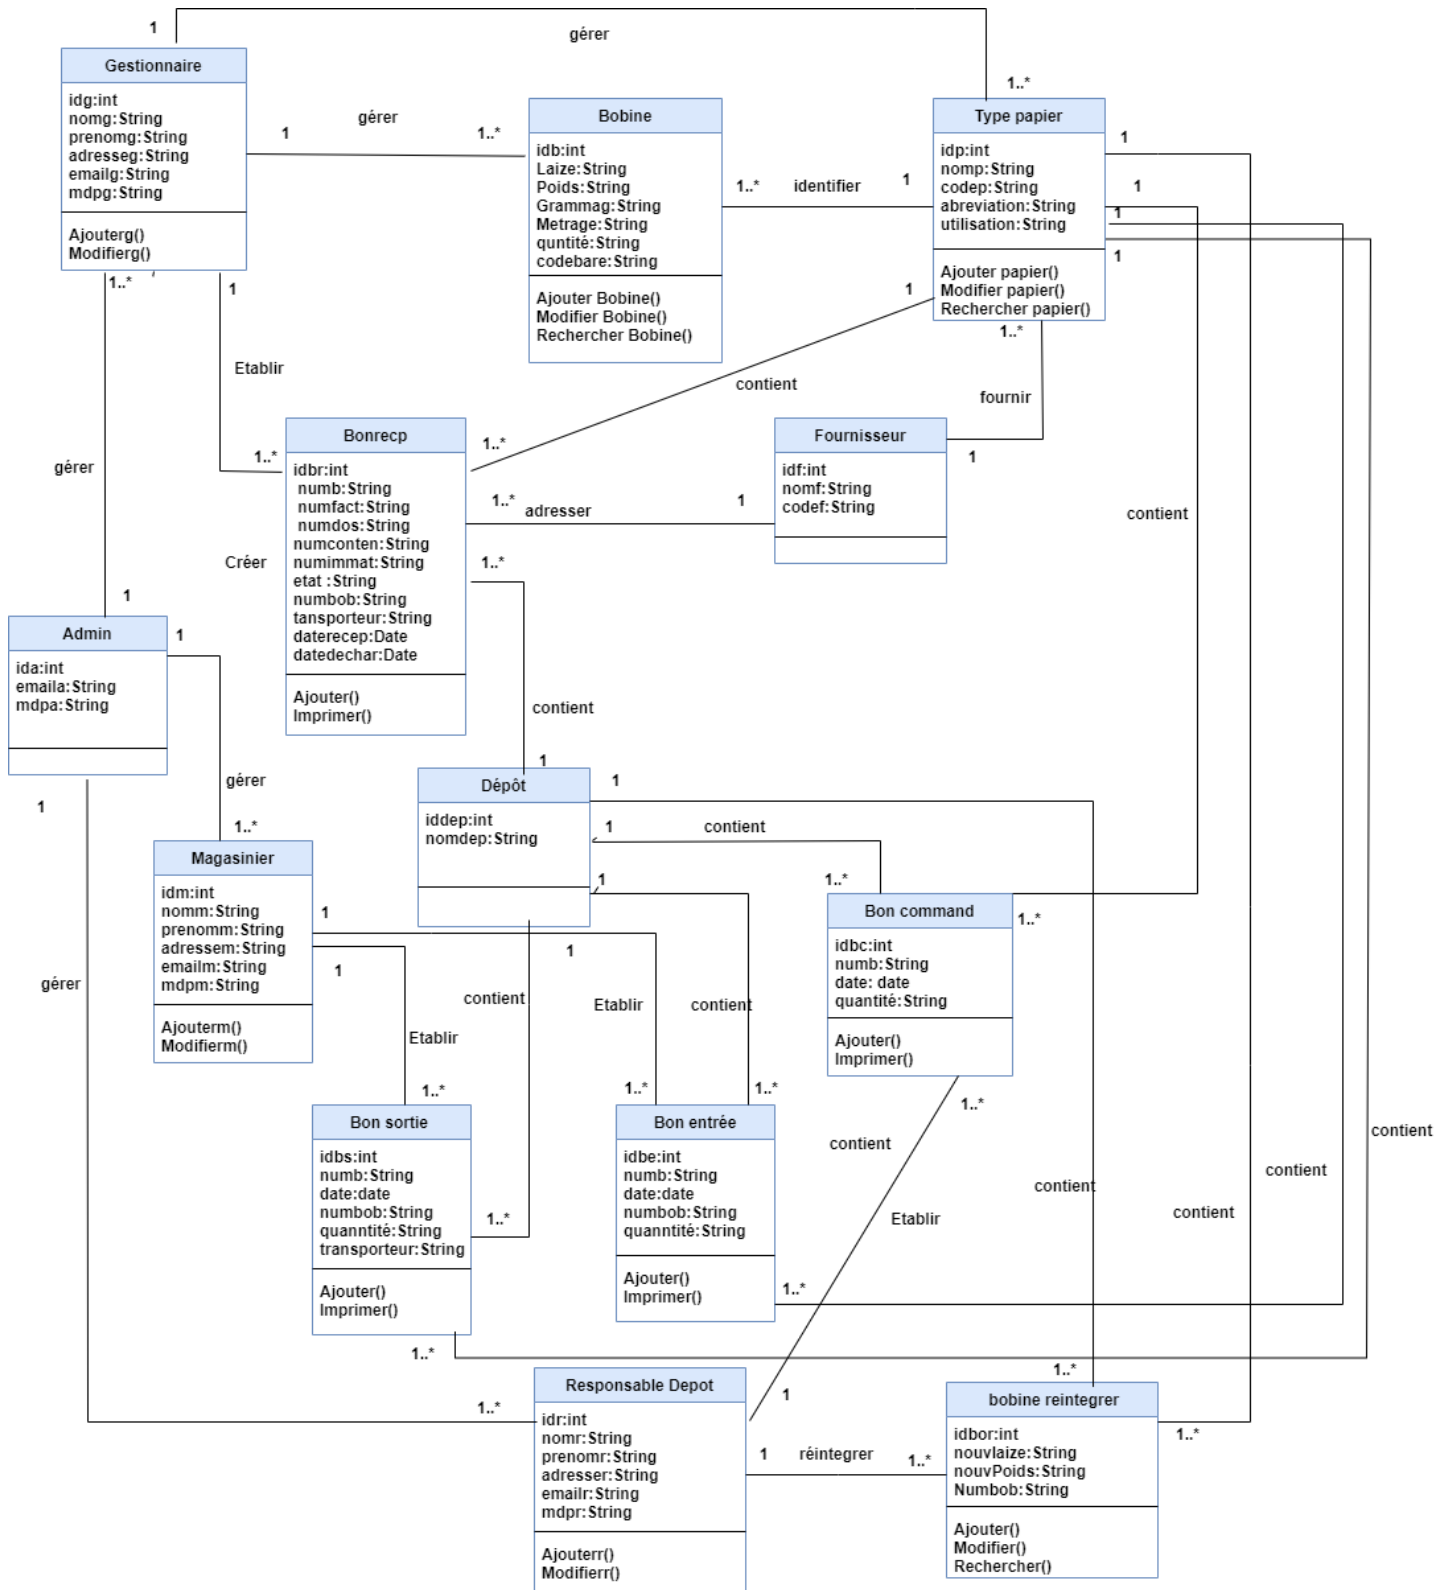 1
gérer
1..*
Gestionnaire
idg:int
nomg:String
prenomg:String
adresseg:String
emailg:String
mdpg:String
Ajouterg()
Modifierg()
1
gérer
1..*
Bobine
idb:int
Laize:String
Poids:String
Grammag:String
Metrage:String
quntité:String
codebare:String
Ajouter Bobine()
Modifier Bobine()
Rechercher Bobine()
1..*
identifier
1
Type papier
idp:int
nomp:String
codep:String
abreviation:String
utilisation:String
Ajouter papier()
Modifier papier()
Rechercher papier()
1
1
1
1
1..*
1
Etablir
1
contient
1..*
fournir
gérer
1..*
1..*
Bonrecp
idbr:int
numb:String
numfact:String
numdos:String
numconten:String
numimmat:String
etat :String
numbob:String
tansporteur:String
daterecep:Date
datedechar:Date
Ajouter()
Imprimer()
Fournisseur
idf:int
nomf:String
codef:String
1
1..*
adresser
1
contient
Créer
1..*
1
Admin
ida:int
emaila:String
mdpa:String
1
contient
gérer
1
1..*
1
Dépôt
iddep:int
nomdep:String
1
1
contient
1
1..*
Magasinier
idm:int
nomm:String
prenomm:String
adressem:String
emailm:String
mdpm:String
Ajouterm()
Modifierm()
1
1
1
Bon command
idbc:int
numb:String
date: date
quantité:String
Ajouter()
Imprimer()
1..*
gérer
contient
Etablir
contient
Etablir
1..*
1..*
1..*
1..*
contient
contient
Bon sortie
idbs:int
numb:String
date:date
numbob:String
quanntité:String
transporteur:String
Ajouter()
Imprimer()
1..*
Bon entrée
idbe:int
numb:String
date:date
numbob:String
quanntité:String
Ajouter()
Imprimer()
1..*
contient
contient
contient
Etablir
1..*
1..*
1..*
Responsable Depot
idr:int
nomr:String
prenomr:String
adresser:String
emailr:String
mdpr:String
Ajouterr()
Modifierr()
1
1
réintegrer
1..*
bobine reintegrer
idbor:int
nouvlaize:String
nouvPoids:String
Numbob:String
Ajouter()
Modifier()
Rechercher()
1..*